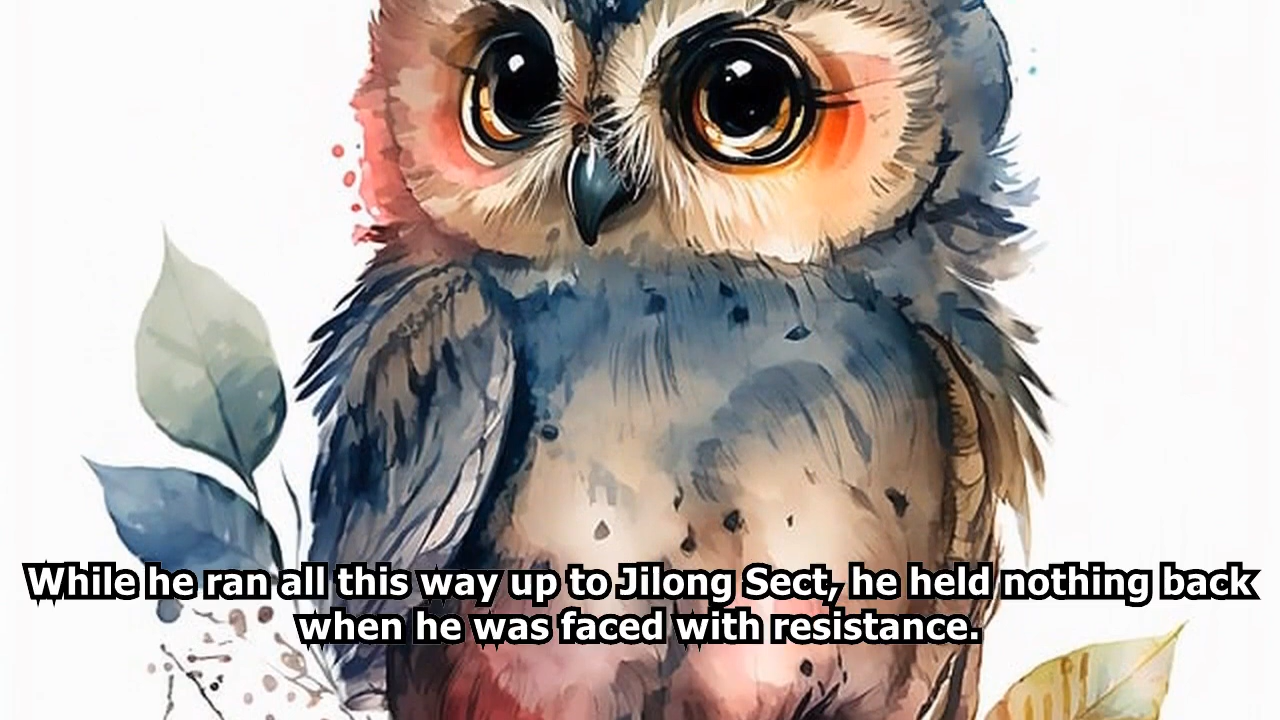 While he ran all this way up to Jilong Sect, he held nothing back
when he was faced with resistance.